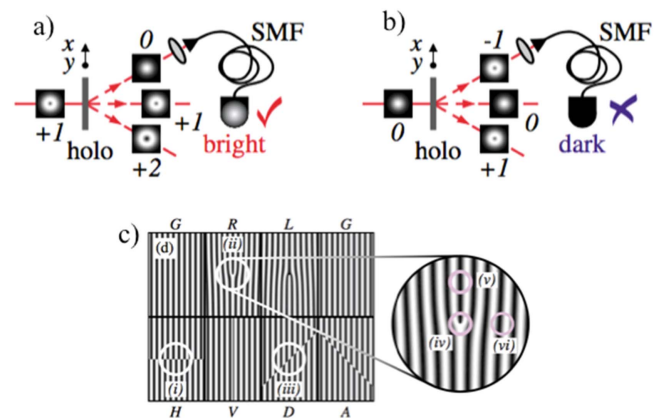 a)
x
y
0
SMF
+1
+1
holo
+2
bright
b)
x
y
-1
SMF
0
0
holo
+1
dark
c)
G R L G
(d)
(ii)
(i)
(iii)
H V D A
(v)
(iv)
(vi)